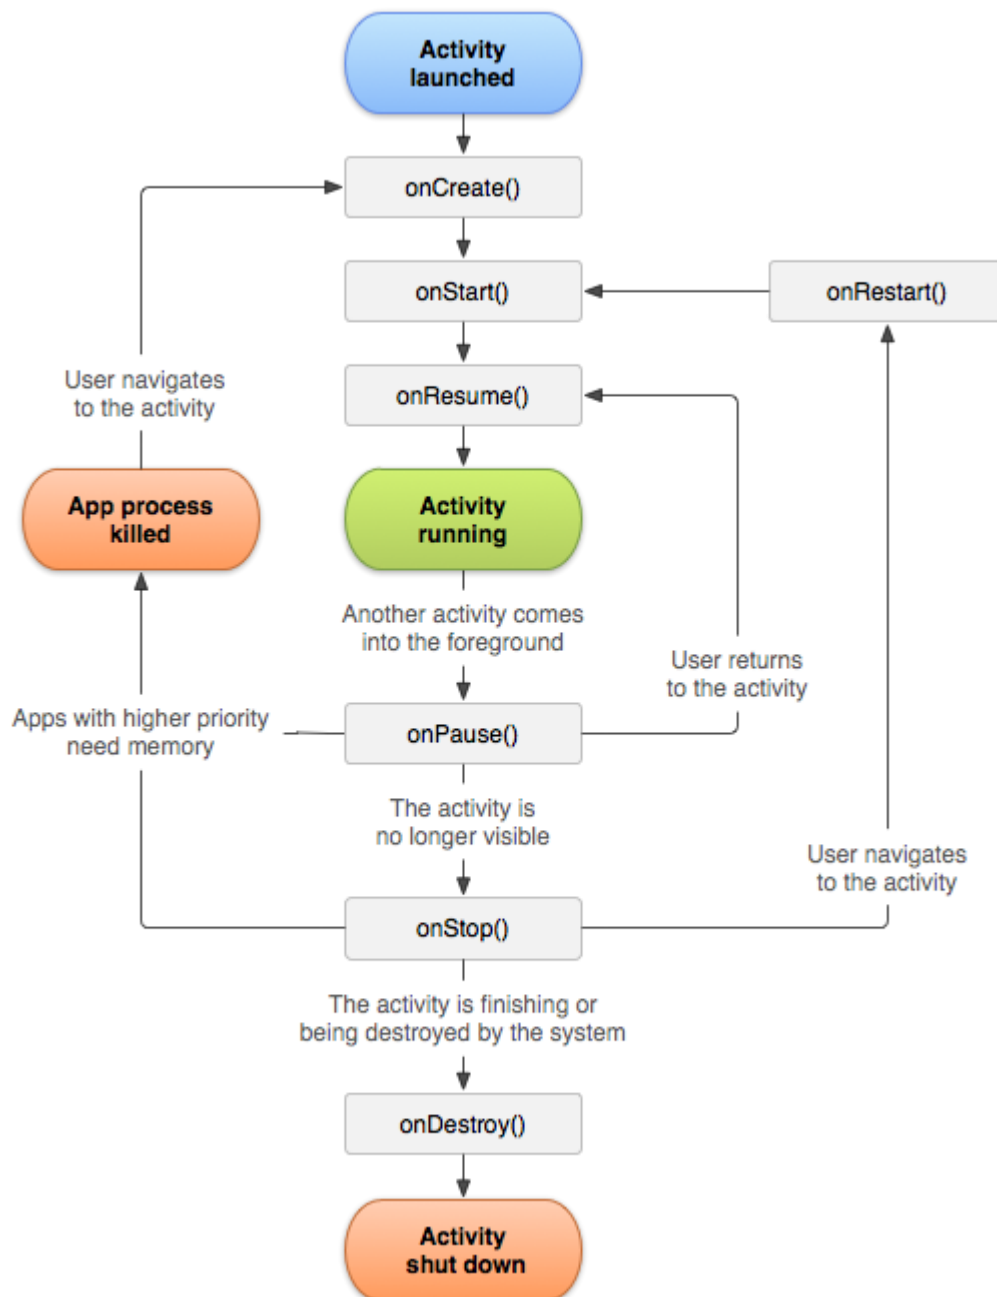 Activity
launched
onCreate()
onStart()
onRestart()
onResume()
User navigates
to the activity
App process
killed
Activity
running
Another activity comes
into the foreground
User returns
to the activity
Apps with higher priority
need memory
onPause()
The activity is
no longer visible
User navigates
to the activity
onStop()
The activity is finishing or
being destroyed by the system
onDestroy()
Activity
shut down